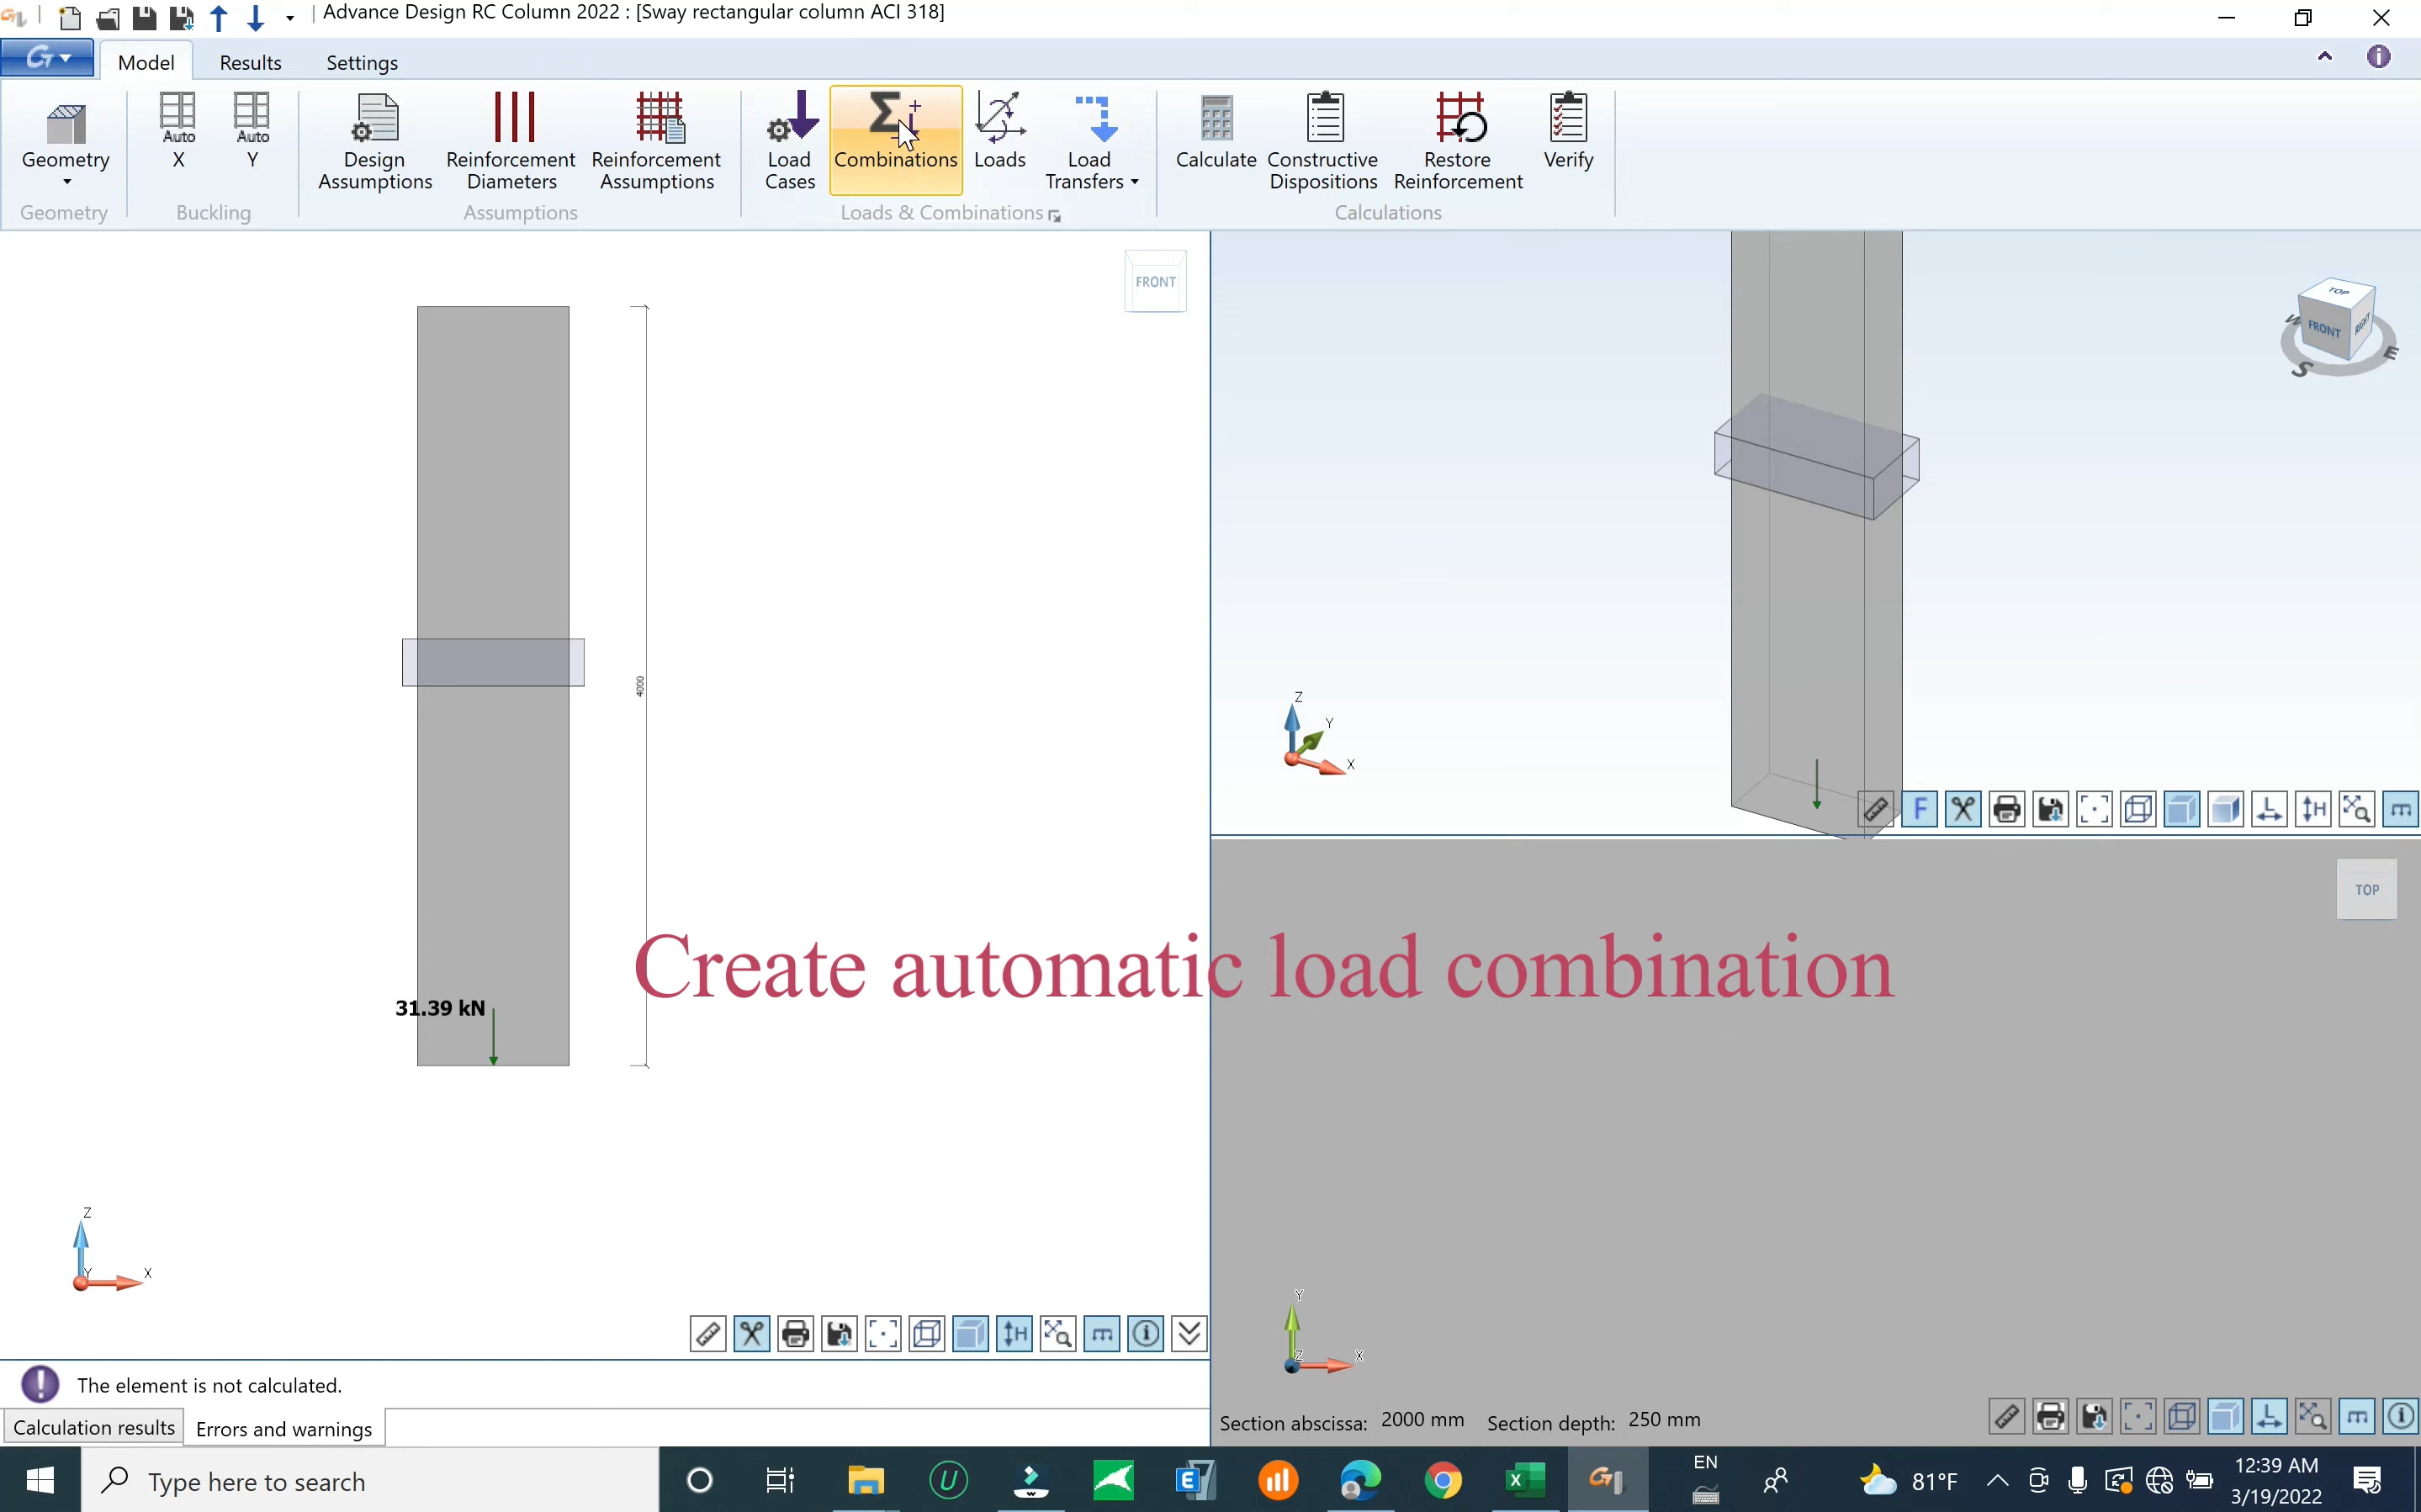 Advance Design RC Column 2022 : [Sway rectangular column ACI 318]
Model Results Settings
Geometry
Auto X
Auto Y
Design Assumptions
Reinforcement Diameters
Reinforcement Assumptions
Load Cases
Combinations
Loads
Load Transfers
Calculate
Constructive Dispositions
Restore Reinforcement
Verify
Geometry
Buckling
Assumptions
Loads & Combinations
Calculations
FRONT
TOP
FRONT
RIGHT
W
S
E
4000
Z
Y
X
F
H
TOP
Create automatic load combination
31.39 kN
Z
Y
X
H
Y
Z
X
The element is not calculated.
Section abscissa: 2000 mm Section depth: 250 mm
Calculation results Errors and warnings
Type here to search
EN
81°F
12:39 AM
3/19/2022